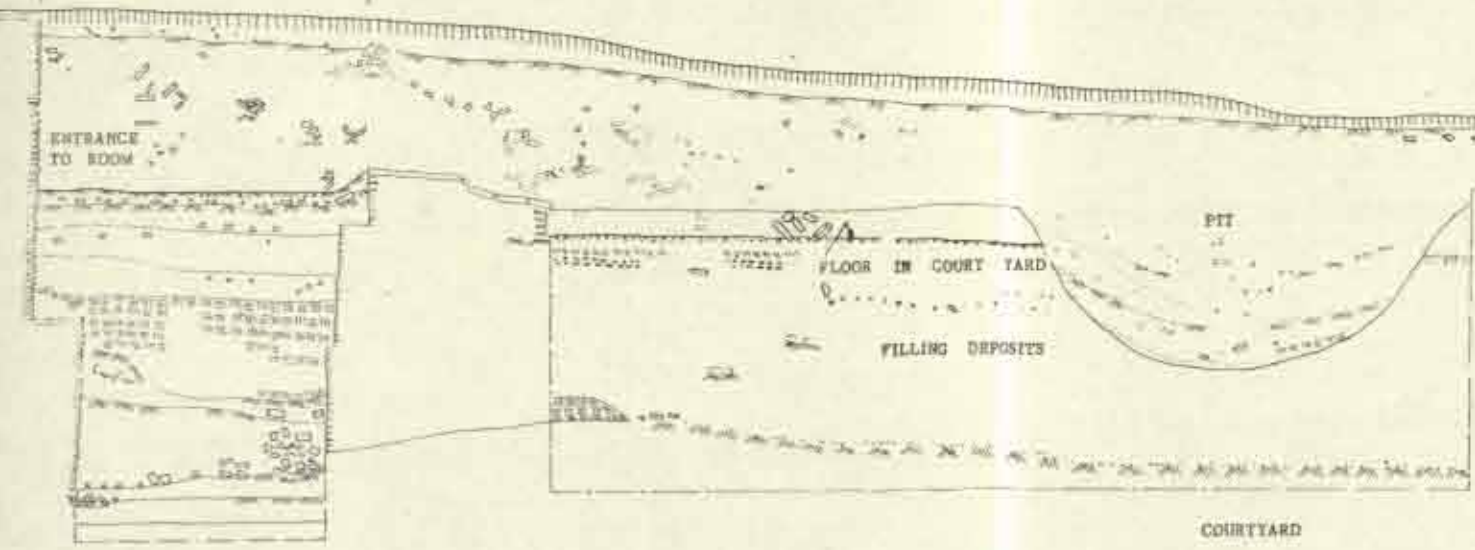 ENTRANCE
TO ROOM
PIT
FLOOR IN COURT YARD
FILLING DEPOSITS
COURTYARD